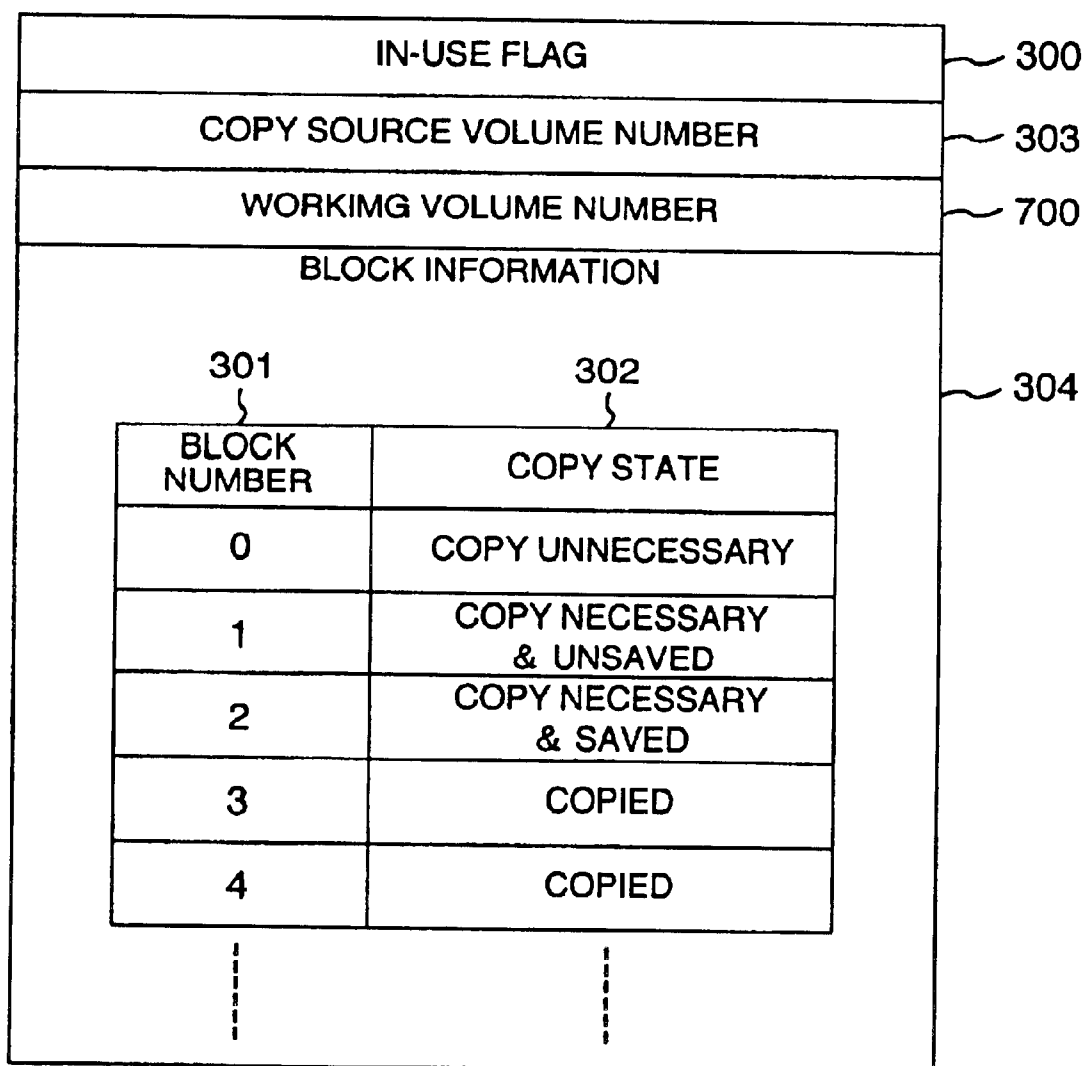 IN-USE FLAG 300
COPY SOURCE VOLUME NUMBER 303
WORKIMG VOLUME NUMBER 700
BLOCK INFORMATION
304
301 302
BLOCK NUMBER COPY STATE
0 COPY UNNECESSARY
1 COPY NECESSARY & UNSAVED
2 COPY NECESSARY & SAVED
3 COPIED
4 COPIED